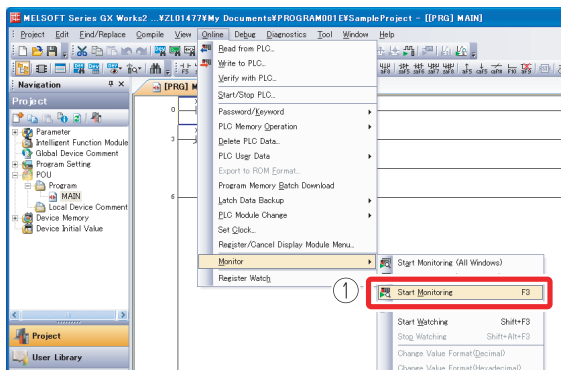 MELSOFT Series GX Works2 ...¥ZL01477¥My Documents¥PROGRAM001E¥SampleProject - [[PRG] MAIN]
Project Edit Find/Replace Compile View Online Debug Diagnostics Tool Window Help
Navigation
[PRG] M
Project
Parameter
Intelligent Function Module
Global Device Comment
Program Setting
POU
Program
MAIN
Local Device Comment
Device Memory
Device Initial Value
Project
User Library
0
3
6
Read from PLC...
Write to PLC...
Verify with PLC...
Start/Stop PLC...
Password/Keyword
PLC Memory Operation
Delete PLC Data...
PLC User Data
Export to ROM Format...
Program Memory Batch Download
Latch Data Backup
PLC Module Change
Set Clock...
Register/Cancel Display Module Menu...
Monitor
Register Watch
Start Monitoring (All Windows)
① Start Monitoring F3
Start Watching Shift+F3
Stop Watching Shift+Alt+F3
Change Value Format(Decimal)
Change Value Format(Hexadecimal)